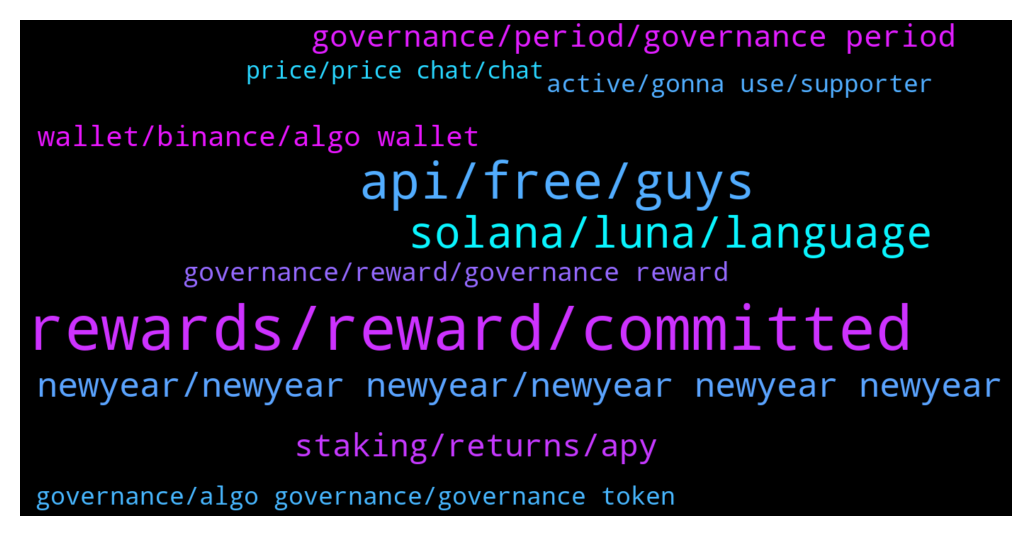 governance/period/governance period
price/price chat/chat
active/gonna use/supporter
wallet/binance/algo wallet
api/free/guys
solana/luna/language
governance/reward/governance reward
rewards/reward/committed
newyear/newyear newyear/newyear newyear newyear
staking/returns/apy
governance/algo governance/governance token